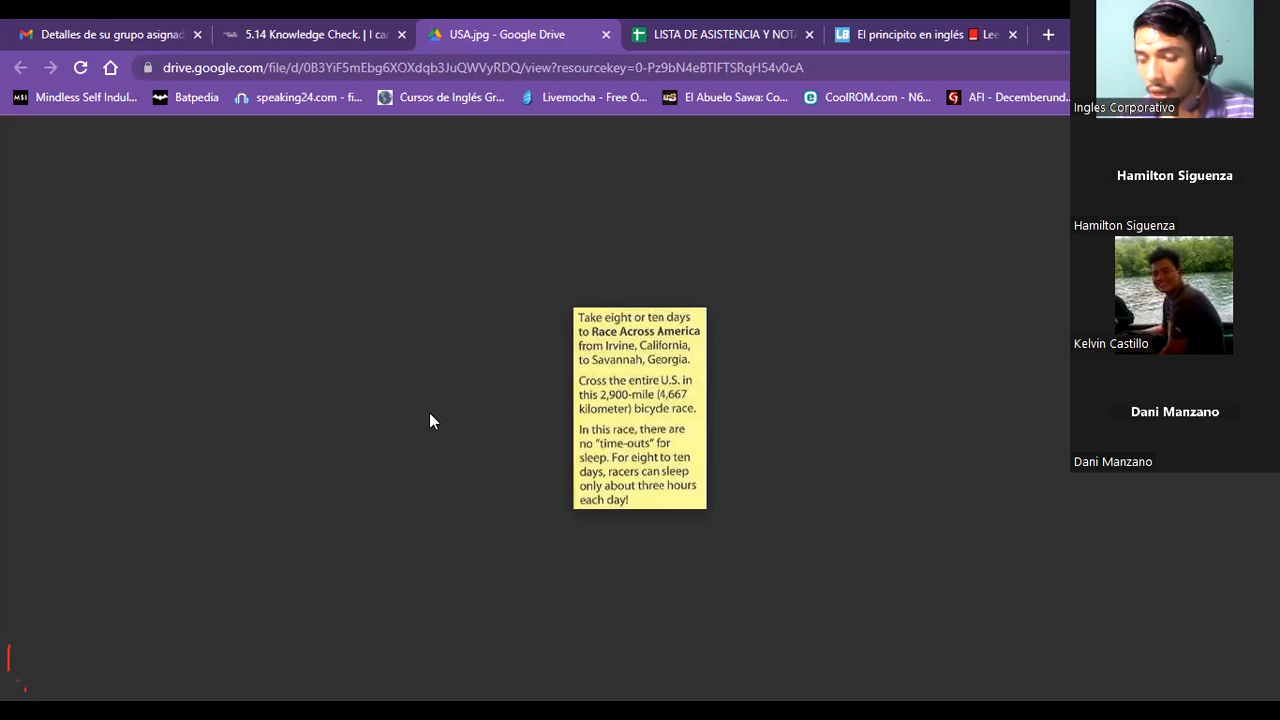 Detalles de su grupo asignad
5.14 Knowledge Check. | I car
USA.jpg - Google Drive
LISTA DE ASISTENCIA Y NOT
LB El principito en inglés Lee
drive.google.com/file/d/0B3YiF5mEbg6XOXdqb3JuQWVyRDQ/view?resourcekey=0-Pz9bN4eBTlFTSRqH54v0cA
MSI Mindless Self Indul...
Batpedia
speaking24.com - fi...
Cursos de Inglés Gr...
Livemocha - Free O...
El Abuelo Sawa: Co...
CoolROM.com - N6...
AFI - Decemberund
Ingles Corporativo
Hamilton Siguenza
Hamilton Siguenza
Kelvin Castillo
Dani Manzano
Dani Manzano
Take eight or ten days
to Race Across America
from Irvine, California,
to Savannah, Georgia.
Cross the entire U.S. in
this 2,900-mile (4,667
kilometer) bicycle race.
In this race, there are
no "time-outs" for
sleep. For eight to ten
days, racers can sleep
only about three hours
each day!